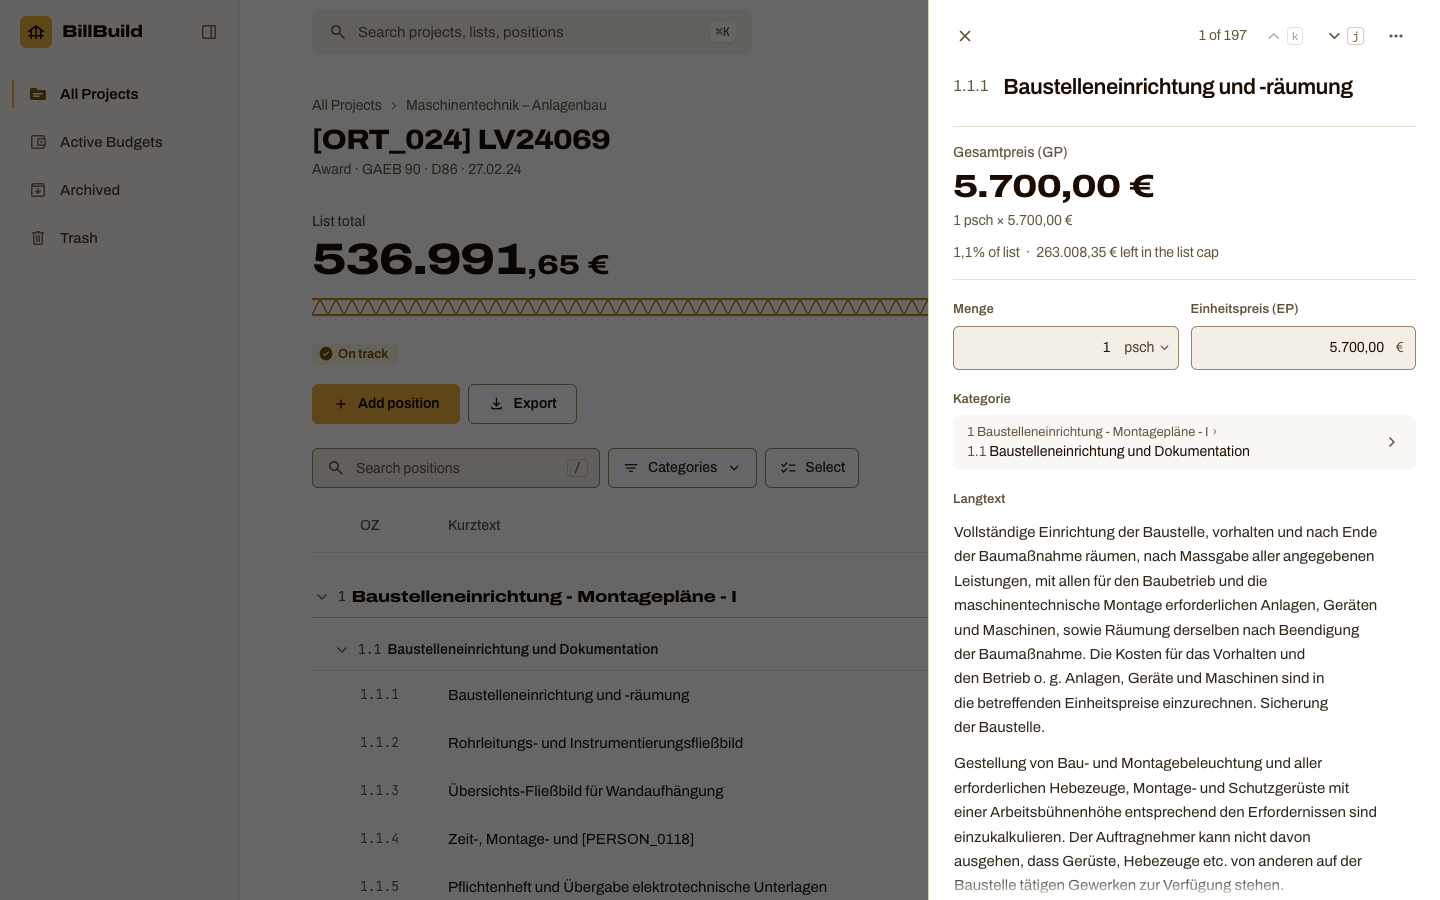 BillBuild
All Projects
Active Budgets
Archived
Trash
Search projects, lists, positions
⌘K
All Projects › Maschinentechnik – Anlagenbau
[ORT_024] LV24069
Award · GAEB 90 · D86 · 27.02.24
List total
536.991,65 €
On track
+ Add position
Export
Search positions
/
Categories
Select
OZ Kurztext
1 Baustelleneinrichtung - Montagepläne - I
1.1 Baustelleneinrichtung und Dokumentation
1.1.1 Baustelleneinrichtung und -räumung
1.1.2 Rohrleitungs- und Instrumentierungsfließbild
1.1.3 Übersichts-Fließbild für Wandaufhängung
1.1.4 Zeit-, Montage- und [PERSON_0118]
1.1.5 Pflichtenheft und Übergabe elektrotechnische Unterlagen
1 of 197
k
j
1.1.1 Baustelleneinrichtung und -räumung
Gesamtpreis (GP)
5.700,00 €
1 psch × 5.700,00 €
1,1% of list · 263.008,35 € left in the list cap
Menge
1 psch
Einheitspreis (EP)
5.700,00 €
Kategorie
1 Baustelleneinrichtung - Montagepläne - I ›
1.1 Baustelleneinrichtung und Dokumentation
Langtext
Vollständige Einrichtung der Baustelle, vorhalten und nach Ende
der Baumaßnahme räumen, nach Massgabe aller angegebenen
Leistungen, mit allen für den Baubetrieb und die
maschinentechnische Montage erforderlichen Anlagen, Geräten
und Maschinen, sowie Räumung derselben nach Beendigung
der Baumaßnahme. Die Kosten für das Vorhalten und
den Betrieb o. g. Anlagen, Geräte und Maschinen sind in
die betreffenden Einheitspreise einzurechnen. Sicherung
der Baustelle.
Gestellung von Bau- und Montagebeleuchtung und aller
erforderlichen Hebezeuge, Montage- und Schutzgerüste mit
einer Arbeitsbühnenhöhe entsprechend den Erfordernissen sind
einzukalkulieren. Der Auftragnehmer kann nicht davon
ausgehen, dass Gerüste, Hebezeuge etc. von anderen auf der
Baustelle tätigen Gewerken zur Verfügung stehen.